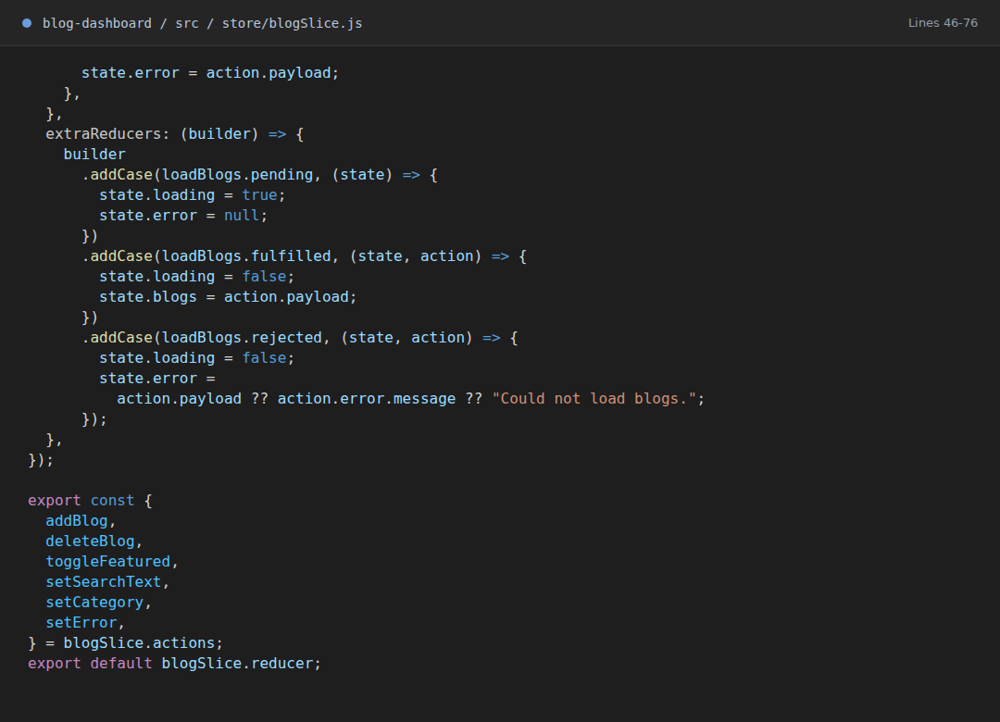 blog-dashboard / src / store/blogSlice.js
Lines 46-76
      state.error = action.payload;
    },
  },
  extraReducers: (builder) => {
    builder
      .addCase(loadBlogs.pending, (state) => {
        state.loading = true;
        state.error = null;
      })
      .addCase(loadBlogs.fulfilled, (state, action) => {
        state.loading = false;
        state.blogs = action.payload;
      })
      .addCase(loadBlogs.rejected, (state, action) => {
        state.loading = false;
        state.error =
          action.payload ?? action.error.message ?? "Could not load blogs.";
      });
  },
});

export const {
  addBlog,
  deleteBlog,
  toggleFeatured,
  setSearchText,
  setCategory,
  setError,
} = blogSlice.actions;
export default blogSlice.reducer;